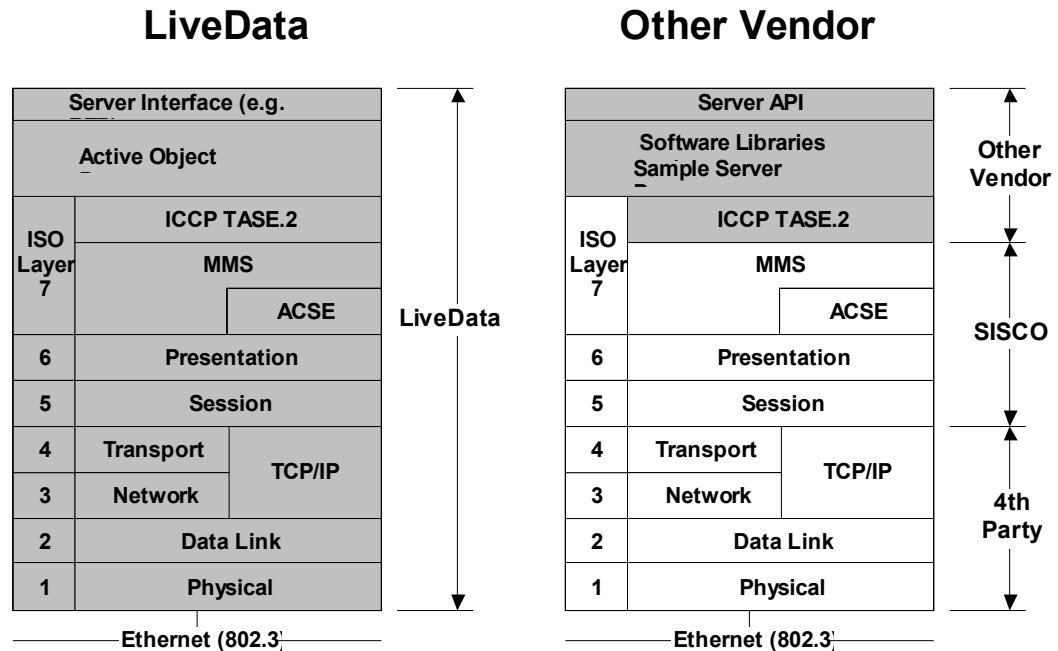 LiveData
Other Vendor
Server Interface (e.g.
Active Object
ISO
Layer
7
ICCP TASE.2
MMS
ACSE
6
Presentation
5
Session
4
Transport
TCP/IP
3
Network
2
Data Link
1
Physical
Ethernet (802.3)
LiveData
Server API
Software Libraries
Sample Server
ISO
Layer
7
ICCP TASE.2
MMS
ACSE
6
Presentation
5
Session
4
Transport
TCP/IP
3
Network
2
Data Link
1
Physical
Ethernet (802.3)
Other
Vendor
SISCO
4th
Party